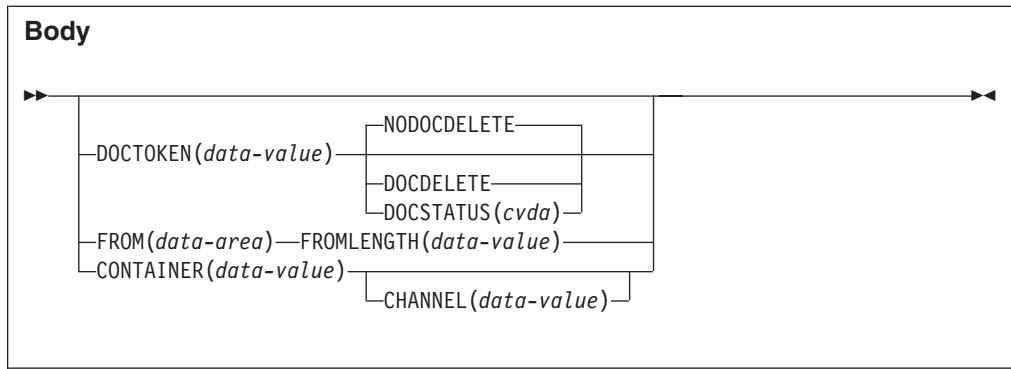 Body
NODOCDELETE
DOCTOKEN(data-value)
DOCDELETE
DOCSTATUS(cvda)
FROM(data-area) FROMLENGTH(data-value)
CONTAINER(data-value)
CHANNEL(data-value)